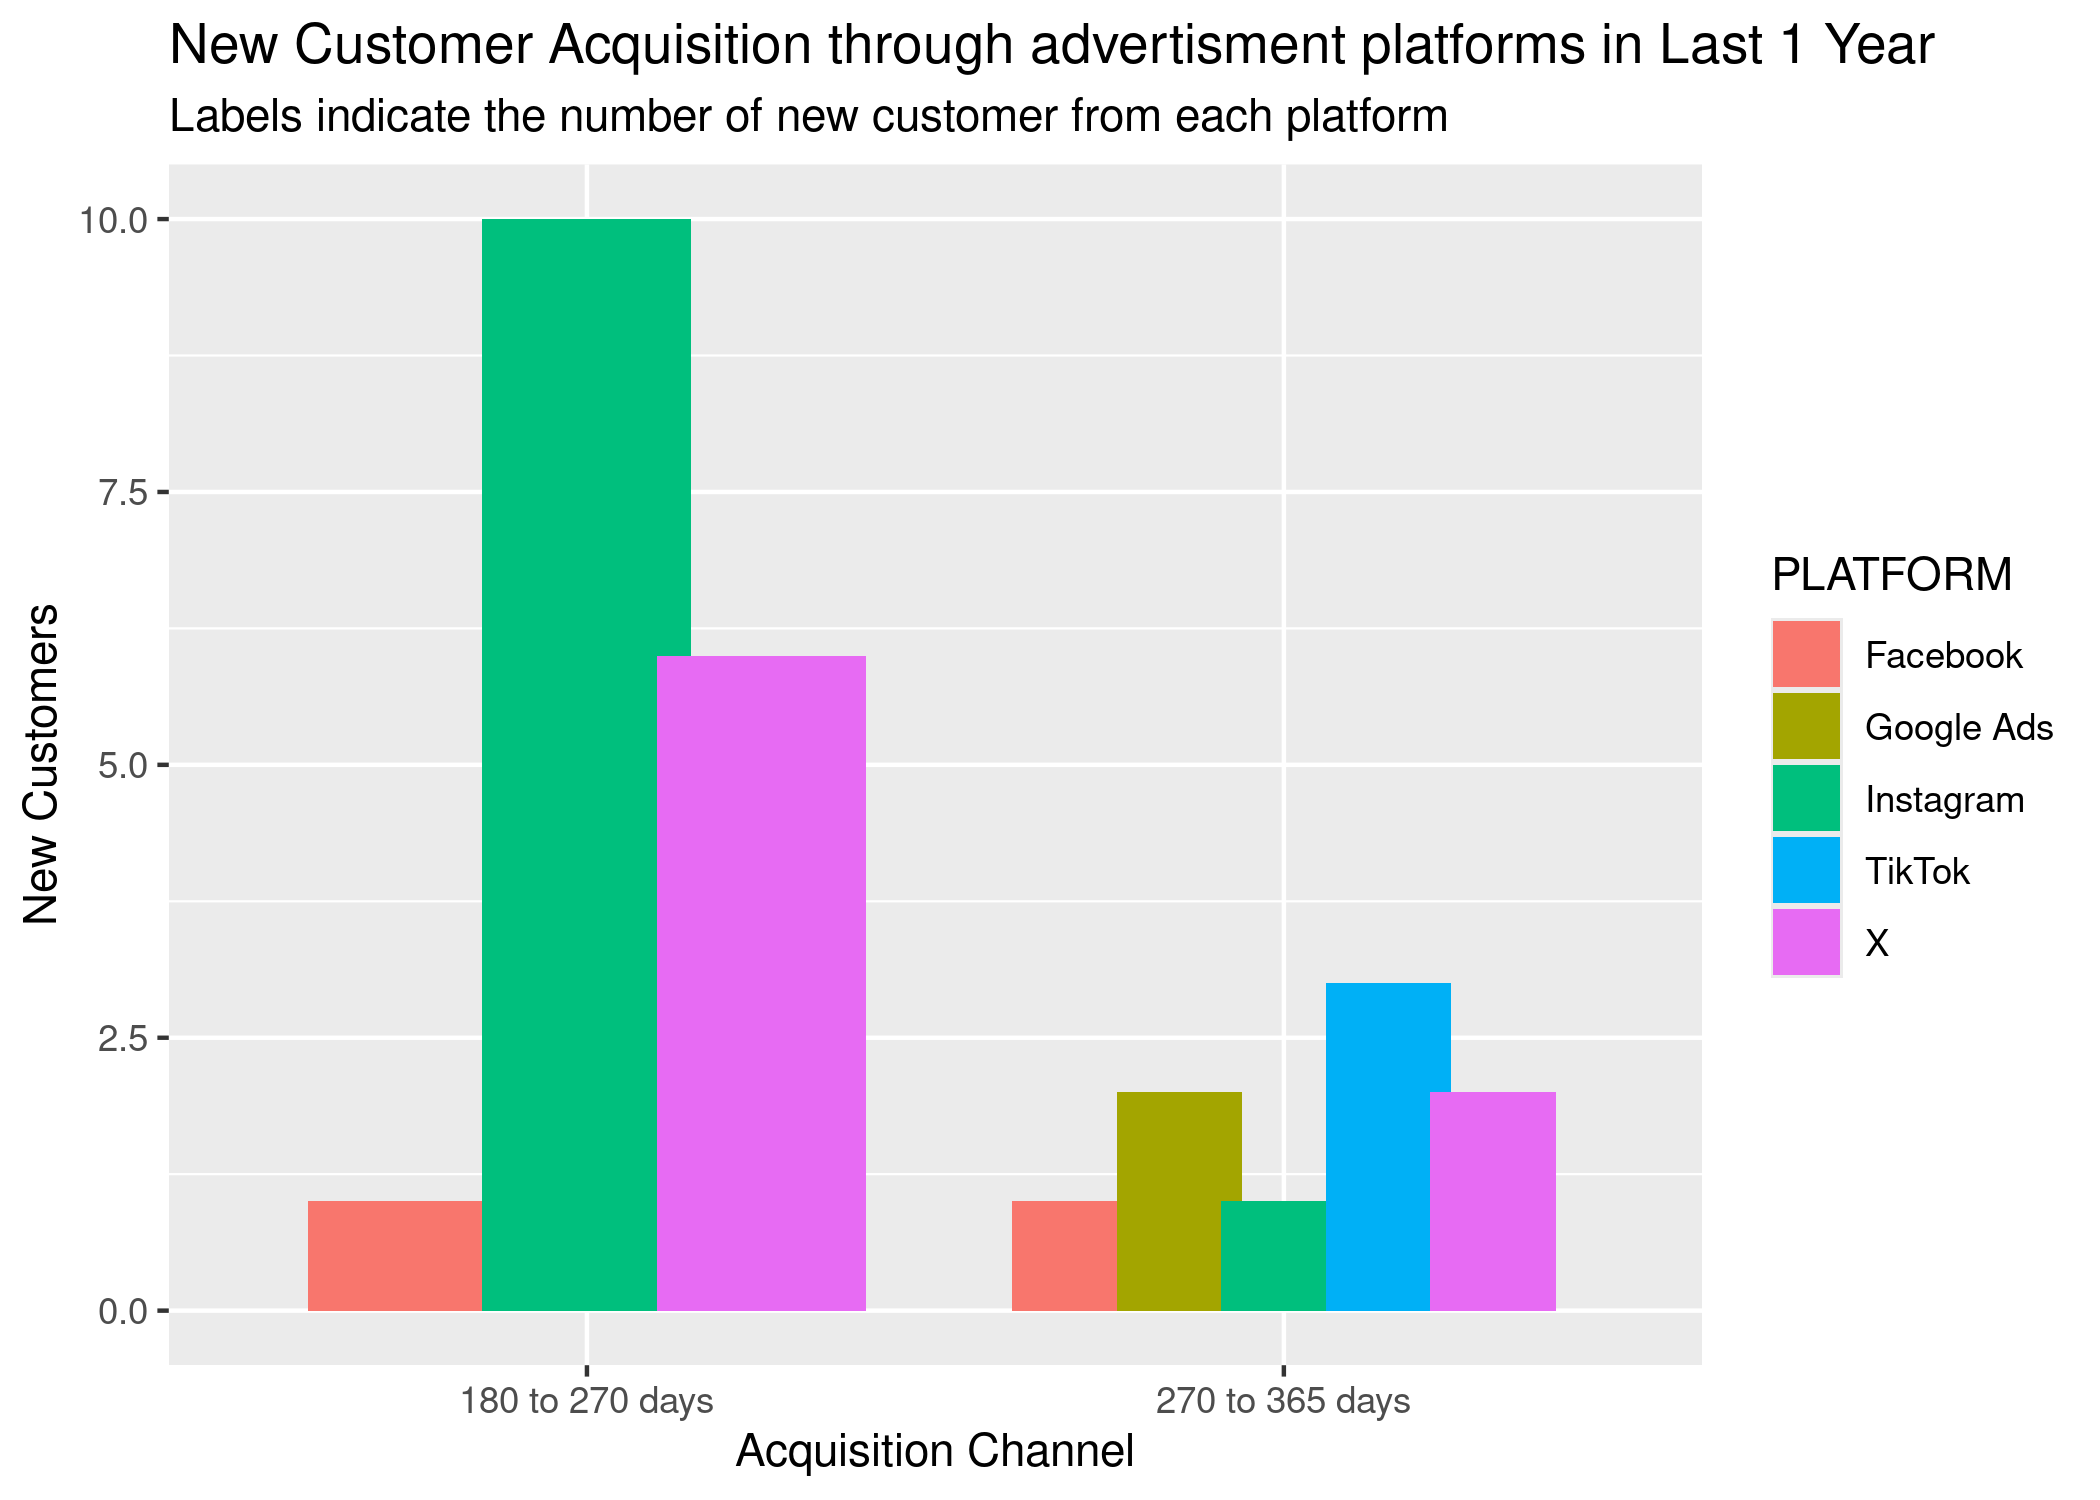 New Customer Acquisition through advertisment platforms in Last 1 Year
Labels indicate the number of new customer from each platform
10.0
7.5
5.0
2.5
0.0
New Customers
180 to 270 days
270 to 365 days
Acquisition Channel
PLATFORM
Facebook
Google Ads
Instagram
TikTok
X